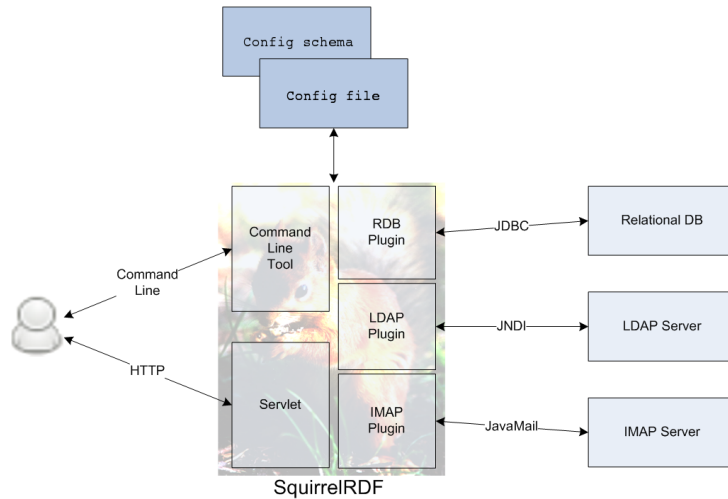 Config schema
Config file
Command
Line
Tool
RDB
Plugin
JDBC
Relational DB
Command
Line
LDAP
Plugin
JNDI
LDAP Server
HTTP
Servlet
IMAP
Plugin
JavaMail
IMAP Server
SquirrelRDF